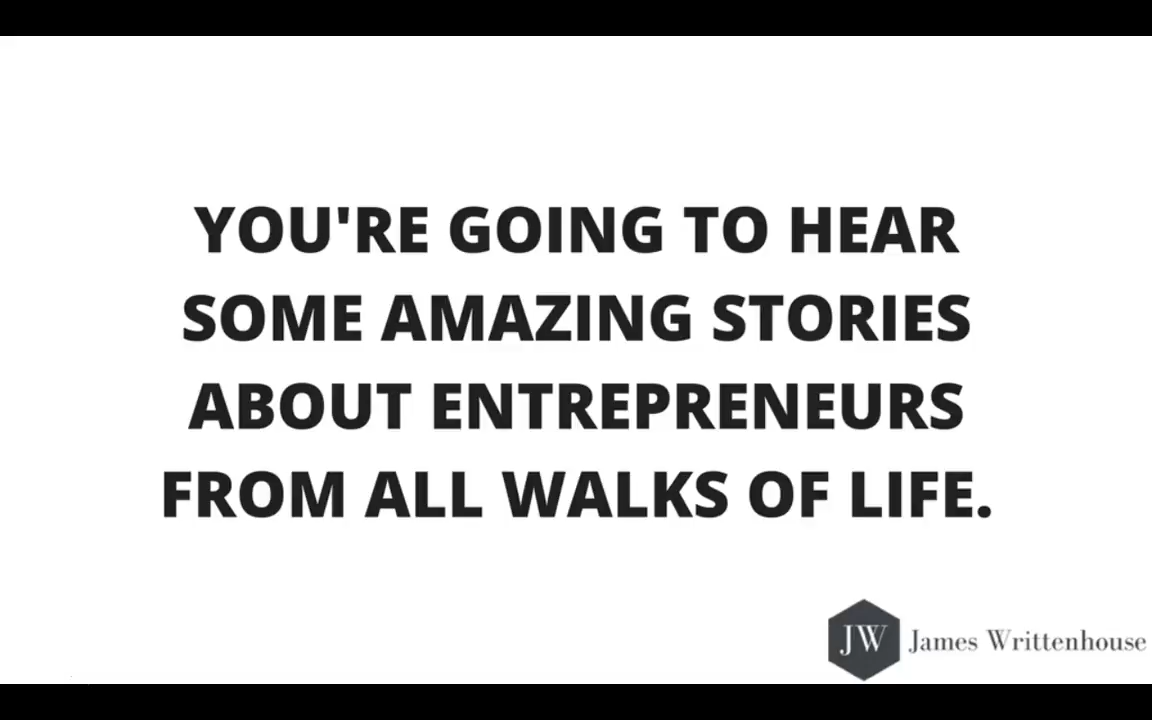 YOU'RE GOING TO HEAR
SOME AMAZING STORIES
ABOUT ENTREPRENEURS
FROM ALL WALKS OF LIFE.
JW James Writtenhouse